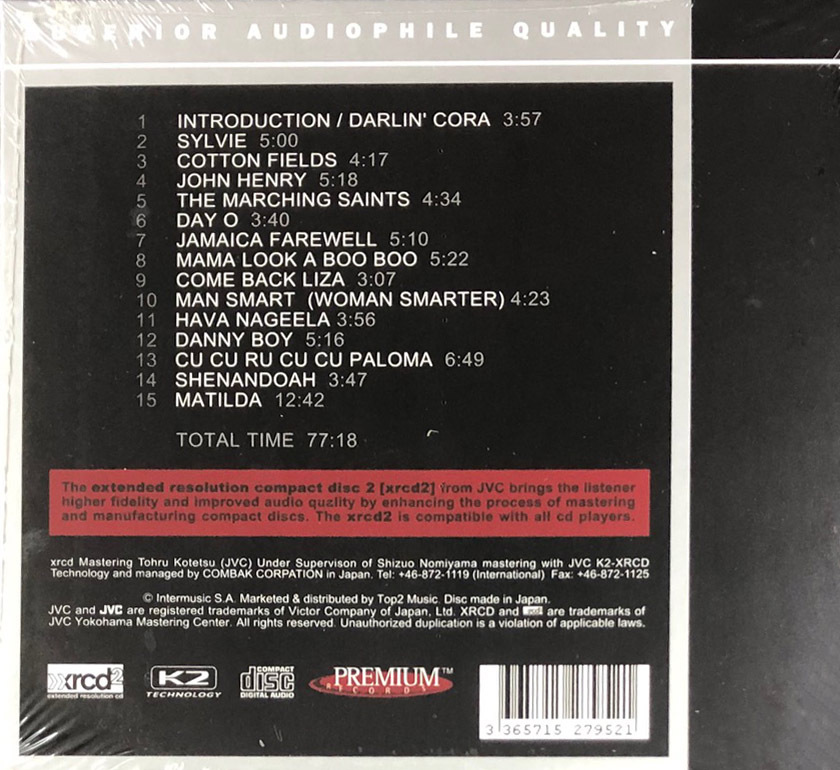 SUPERIOR AUDIOPHILE QUALITY
1 INTRODUCTION / DARLIN' CORA 3:57
2 SYLVIE 5:00
3 COTTON FIELDS 4:17
4 JOHN HENRY 5:18
5 THE MARCHING SAINTS 4:34
6 DAY O 3:40
7 JAMAICA FAREWELL 5:10
8 MAMA LOOK A BOO BOO 5:22
9 COME BACK LIZA 3:07
10 MAN SMART (WOMAN SMARTER) 4:23
11 HAVA NAGEELA 3:56
12 DANNY BOY 5:16
13 CU CU RU CU CU PALOMA 6:49
14 SHENANDOAH 3:47
15 MATILDA 12:42
TOTAL TIME 77:18
The extended resolution compact disc 2 [xrcd2] from JVC brings the listener
higher fidelity and improved audio quality by enhancing the process of mastering
and manufacturing compact discs. The xrcd2 is compatible with all cd players.
xrcd Mastering Tohru Kotetsu (JVC) Under Supervison of Shizuo Nomiyama mastering with JVC K2-XRCD
Technology and managed by COMBAK CORPATION in Japan. Tel: +46-872-1119 (International) Fax: +46-872-1125
© Intermusic S.A. Marketed & distributed by Top2 Music. Disc made in Japan.
JVC and JVC are registered trademarks of Victor Company of Japan, Ltd. XRCD and xrcd are trademarks of
JVC Yokohama Mastering Center. All rights reserved. Unauthorized duplication is a violation of applicable laws.
xrcd2
extended resolution cd
K2
TECHNOLOGY
COMPACT
disc
DIGITAL AUDIO
PREMIUM™
RECORDS
3 365715 279521